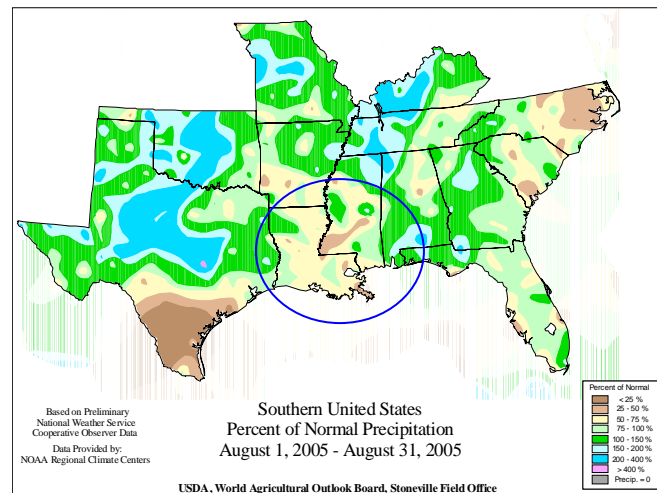 Based on Preliminary
National Weather Service
Cooperative Observer Data
Data Provided by:
NOAA Regional Climate Centers
Southern United States
Percent of Normal Precipitation
August 1, 2005 - August 31, 2005
USDA, World Agricultural Outlook Board, Stoneville Field Office
Percent of Normal
< 25 %
25 - 50 %
50 - 75 %
75 - 100 %
100 - 150 %
150 - 200 %
200 - 400 %
> 400 %
Precip. = 0